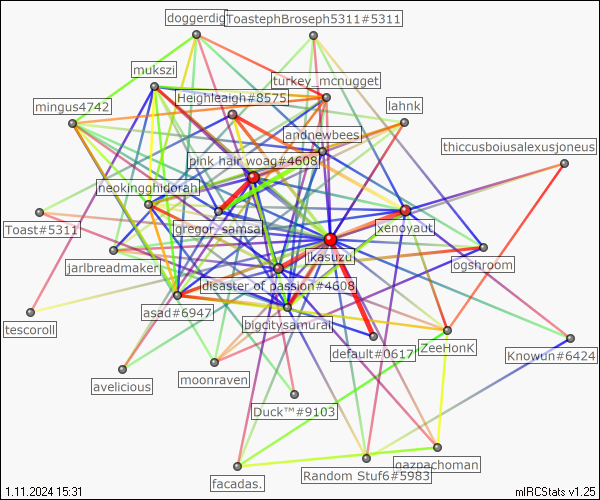 doggerdig
ToastephBroseph5311#5311
mukszi
turkey_mcnugget
Heighleaigh#8575
mingus4742
lahnk
andnewbees
thiccusboiusalexusjoneus
pink hair woag#4608
neokingghidorah
Toast#5311
gregor_samsa
xenoyaut
ikasuzu
jarlbreadmaker
ogshroom
disaster of passion#4608
asad#6947
bigcitysamurai
tescoroll
default#0617
ZeeHonK
Knowun#6424
avelicious
moonraven
Duck™#9103
gazpachoman
Random Stuf6#5983
facadas.
1.11.2024 15:31
mIRCStats v1.25